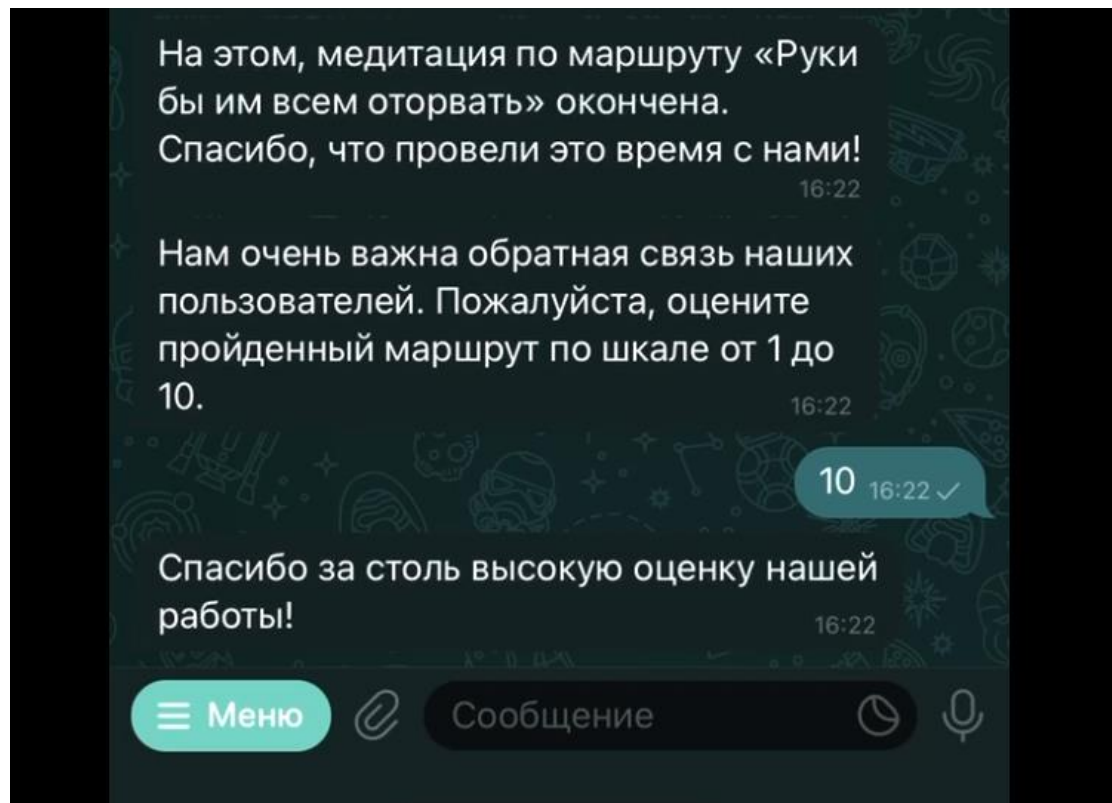 На этом, медитация по маршруту «Руки
бы им всем оторвать» окончена.
Спасибо, что провели это время с нами!
16:22
Нам очень важна обратная связь наших
пользователей. Пожалуйста, оцените
пройденный маршрут по шкале от 1 до
10.
16:22
10 16:22
Спасибо за столь высокую оценку нашей
работы!
16:22
Меню Сообщение